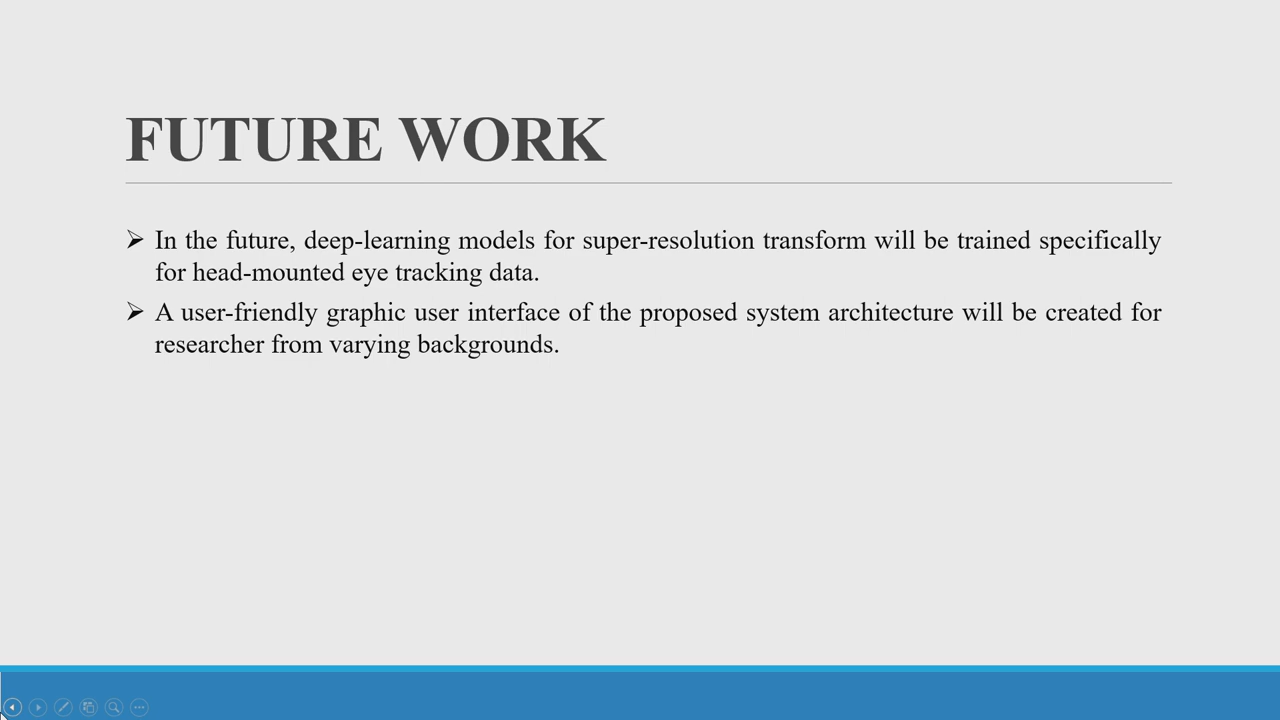 FUTURE WORK
➢ In the future, deep-learning models for super-resolution transform will be trained specifically
for head-mounted eye tracking data.
➢ A user-friendly graphic user interface of the proposed system architecture will be created for
researcher from varying backgrounds.